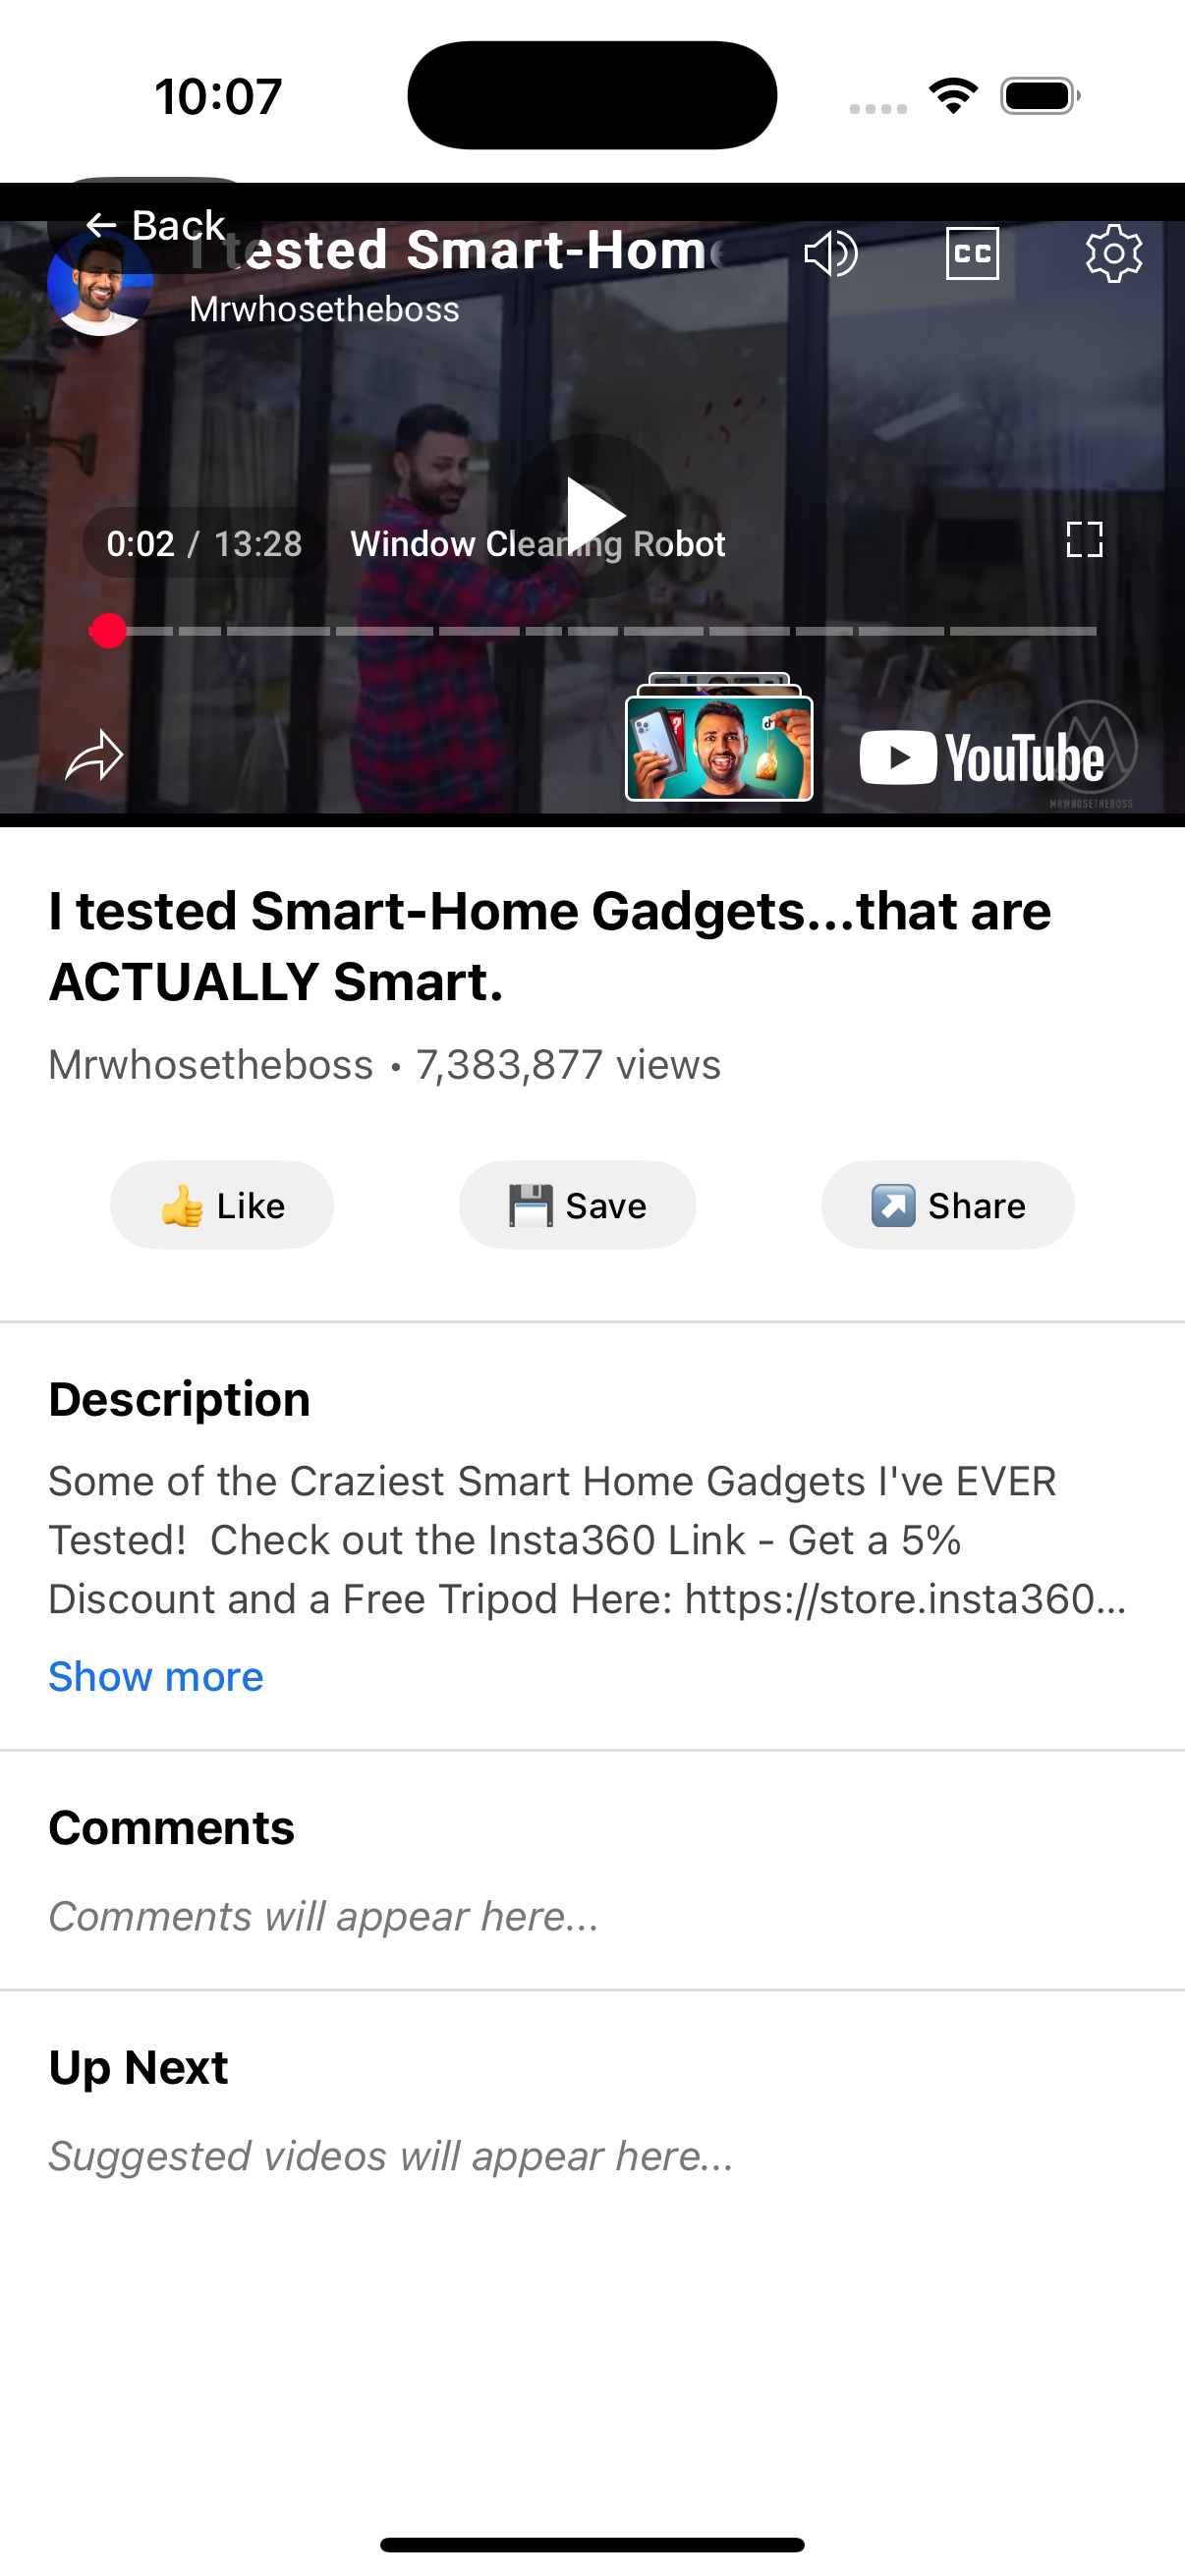 10:07
← Back
I tested Smart-Home
Mrwhosetheboss
CC
0:02 / 13:28 Window Cleaning Robot
YouTube
MRWHOSETHEBOSS
I tested Smart-Home Gadgets...that are
ACTUALLY Smart.
Mrwhosetheboss • 7,383,877 views
👍 Like
💾 Save
↗️ Share
Description
Some of the Craziest Smart Home Gadgets I've EVER
Tested!  Check out the Insta360 Link - Get a 5%
Discount and a Free Tripod Here: https://store.insta360...
Show more
Comments
Comments will appear here...
Up Next
Suggested videos will appear here...